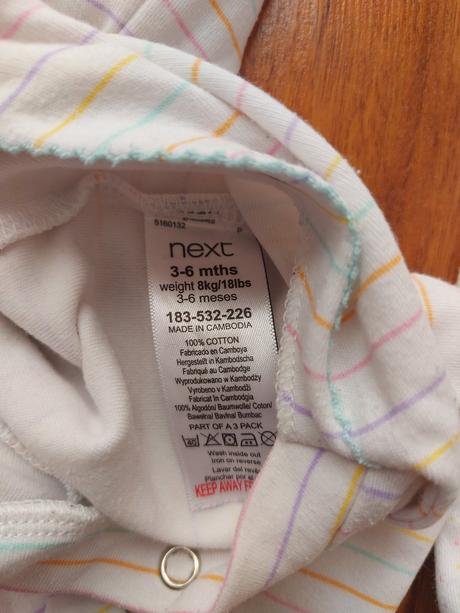 5160132
next
3-6 mths
weight 8kg/18lbs
3-6 meses
183-532-226
MADE IN CAMBODIA
100% COTTON
Fabricado en Camboya
Hergestellt in Kambodscha
Fabriqué au Cambodge
Wyprodukowano w Kambodży
Vyrobeno v Kambodži
Fabricat în Cambodgia
100% Algodón/ Baumwolle/ Coton/
Bawełna/ Bavlna/ Bumbac
PART OF A 3 PACK
40
Wash inside out
Iron on reverse
Lavar del revé
Planchar por e
KEEP AWAY F